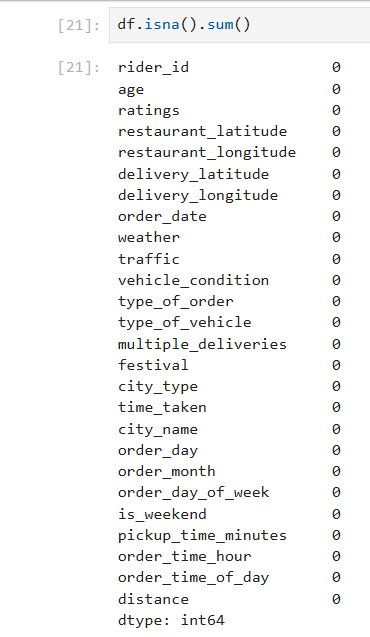 [21]: df.isna().sum()
[21]: rider_id 0
age 0
ratings 0
restaurant_latitude 0
restaurant_longitude 0
delivery_latitude 0
delivery_longitude 0
order_date 0
weather 0
traffic 0
vehicle_condition 0
type_of_order 0
type_of_vehicle 0
multiple_deliveries 0
festival 0
city_type 0
time_taken 0
city_name 0
order_day 0
order_month 0
order_day_of_week 0
is_weekend 0
pickup_time_minutes 0
order_time_hour 0
order_time_of_day 0
distance 0
dtype: int64